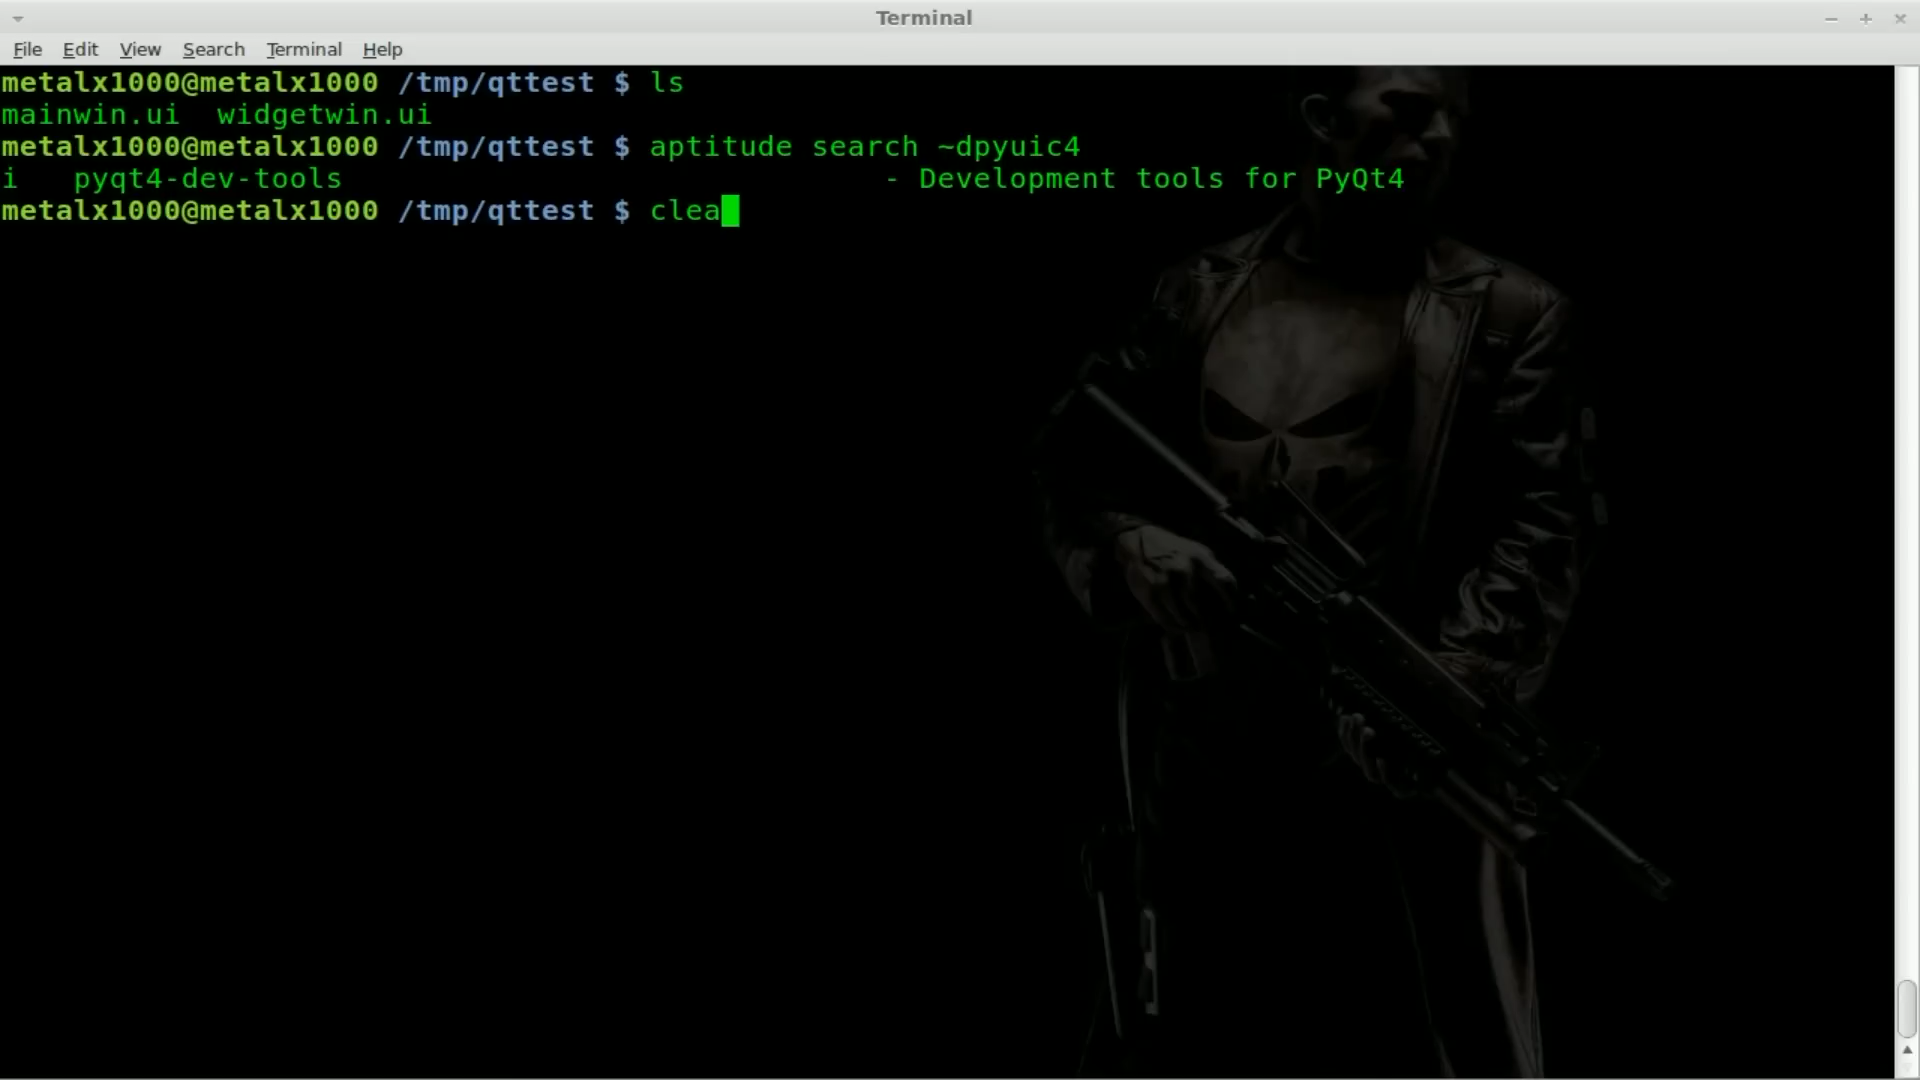 Terminal
File Edit View Search Terminal Help
metalx1000@metalx1000 /tmp/qttest $ ls
mainwin.ui  widgetwin.ui
metalx1000@metalx1000 /tmp/qttest $ aptitude search ~dpyuic4
i   pyqt4-dev-tools                              - Development tools for PyQt4
metalx1000@metalx1000 /tmp/qttest $ clea